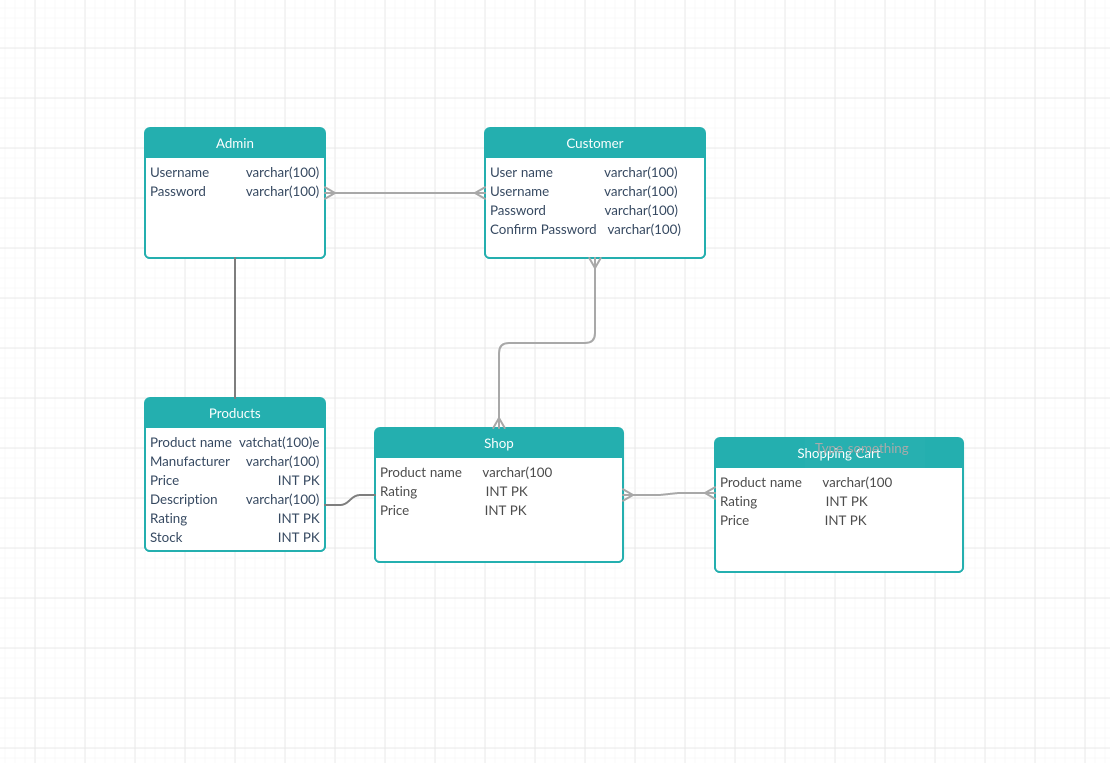 Admin
Username varchar(100)
Password varchar(100)
Customer
User name varchar(100)
Username varchar(100)
Password varchar(100)
Confirm Password varchar(100)
Products
Product name vatchat(100)e
Manufacturer varchar(100)
Price INT PK
Description varchar(100)
Rating INT PK
Stock INT PK
Shop
Product name varchar(100
Rating INT PK
Price INT PK
Type something
Shopping Cart
Product name varchar(100
Rating INT PK
Price INT PK